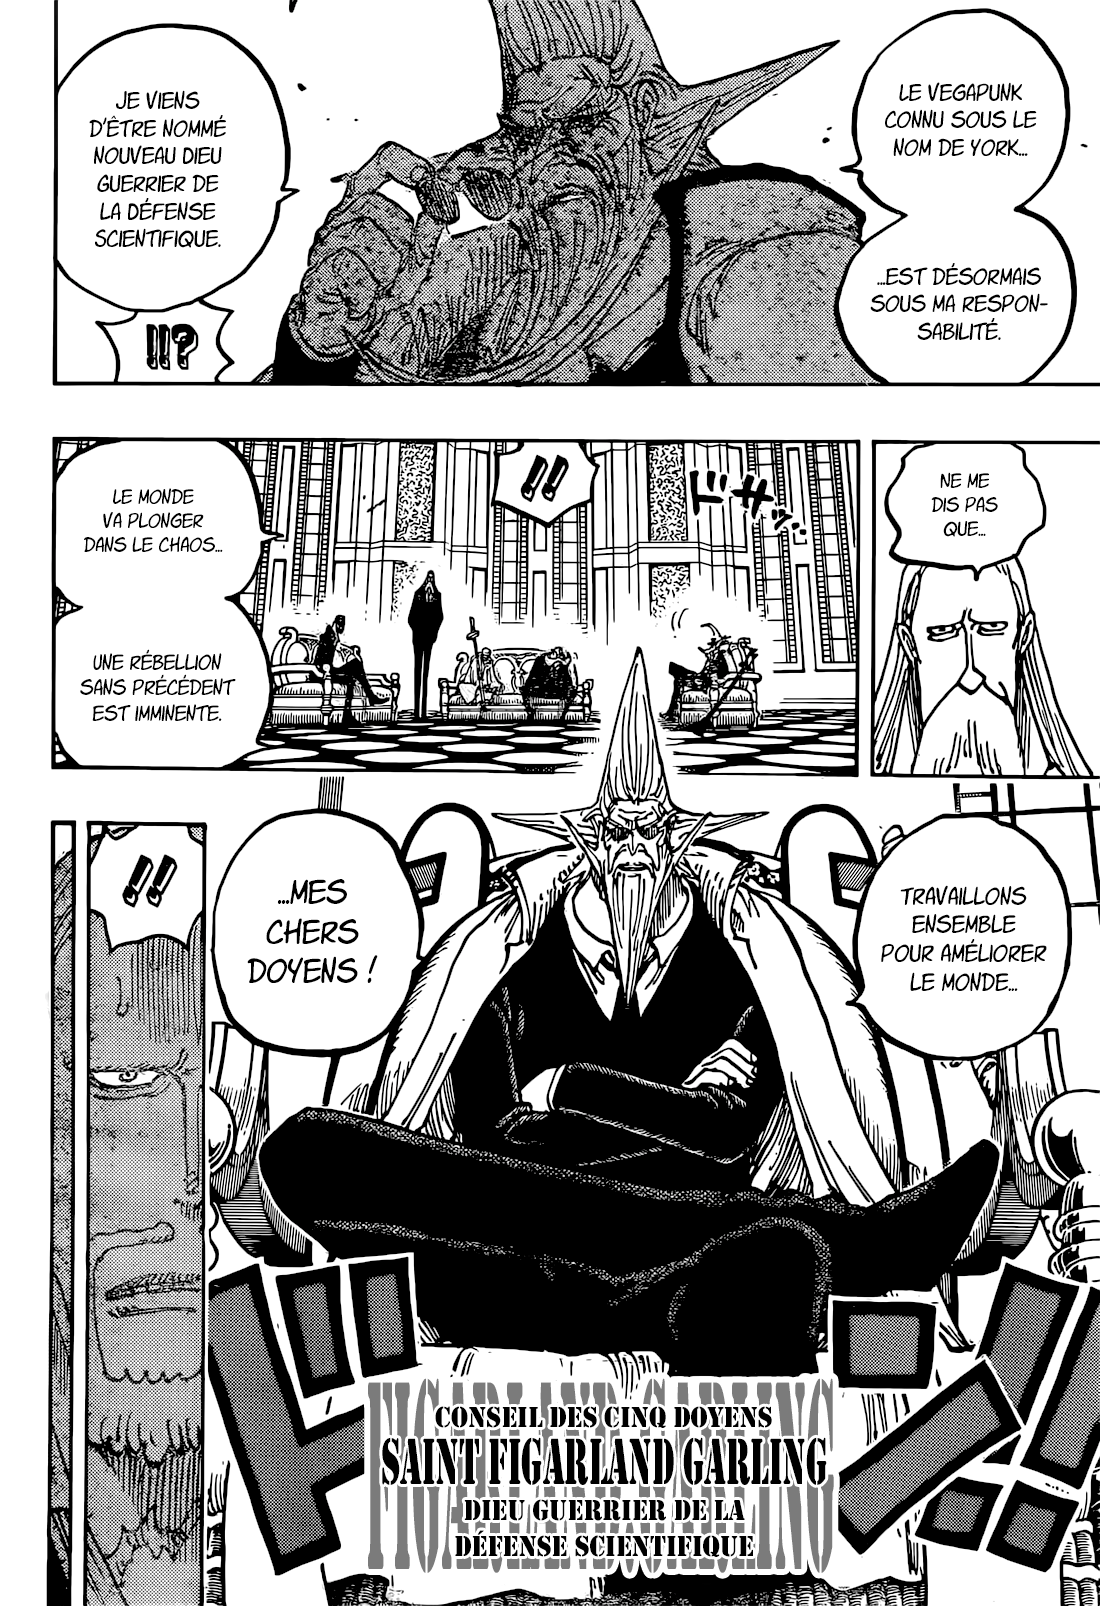 JE VIENS
D'ÊTRE NOMMÉ
NOUVEAU DIEU
GUERRIER DE
LA DÉFENSE
SCIENTIFIQUE.
!!?
LE VEGAPUNK
CONNU SOUS LE
NOM DE YORK...
...EST DÉSORMAIS
SOUS MA RESPON-
SABILITÉ.
LE MONDE
VA PLONGER
DANS LE CHAOS...
UNE RÉBELLION
SANS PRÉCÉDENT
EST IMMINENTE.
!!
ドサッ...
NE ME
DIS PAS
QUE...
!!
...MES
CHERS
DOYENS !
TRAVAILLONS
ENSEMBLE
POUR AMÉLIORER
LE MONDE...
ドドン!!
CONSEIL DES CINQ DOYENS
SAINT FIGARLAND GARLING
DIEU GUERRIER DE LA
DÉFENSE SCIENTIFIQUE